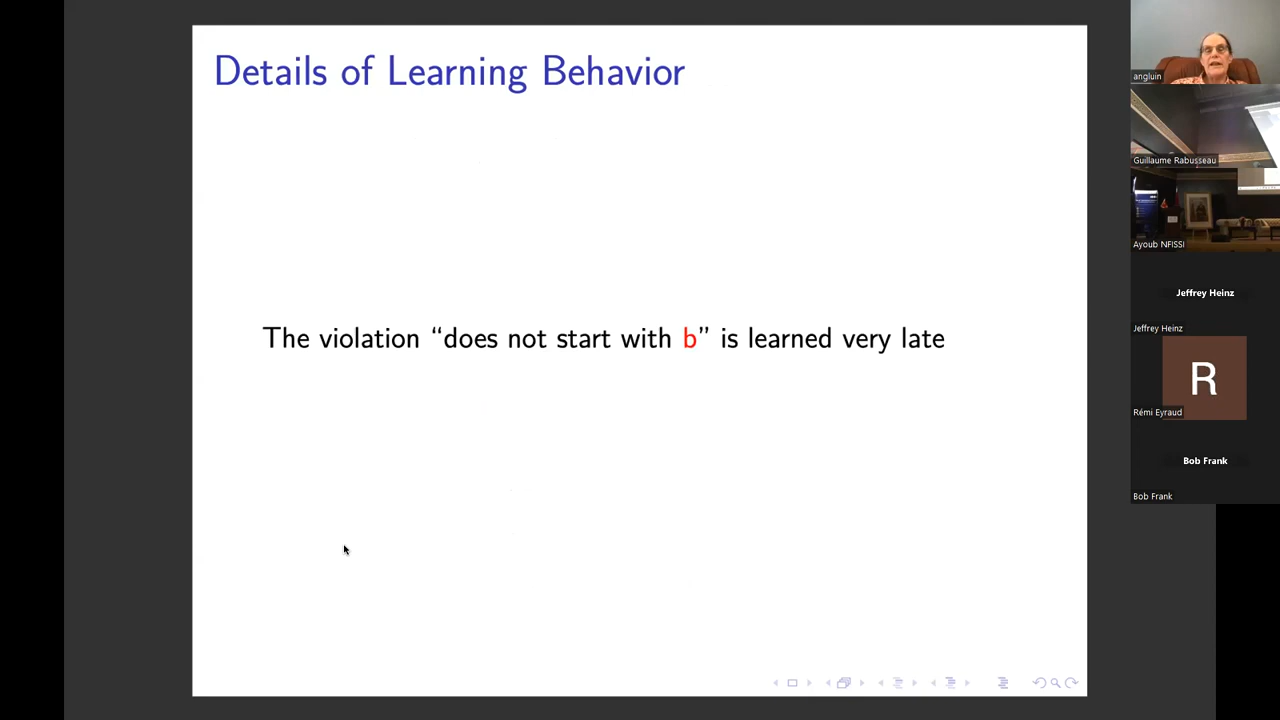 Details of Learning Behavior
The violation “does not start with b” is learned very late
angluin
Guillaume Rabusseau
Ayoub NFISSI
Jeffrey Heinz
Jeffrey Heinz
R
Rémi Eyraud
Bob Frank
Bob Frank